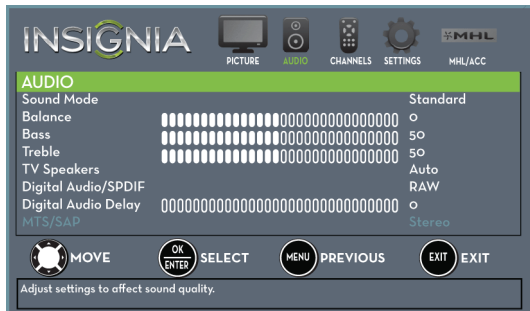 INSIGNIA
PICTURE AUDIO CHANNELS SETTINGS MHL MHL/ACC
AUDIO
Sound Mode Standard
Balance 0
Bass 50
Treble 50
TV Speakers Auto
Digital Audio/SPDIF RAW
Digital Audio Delay 0
MTS/SAP Stereo
MOVE OK ENTER SELECT MENU PREVIOUS EXIT EXIT
Adjust settings to affect sound quality.